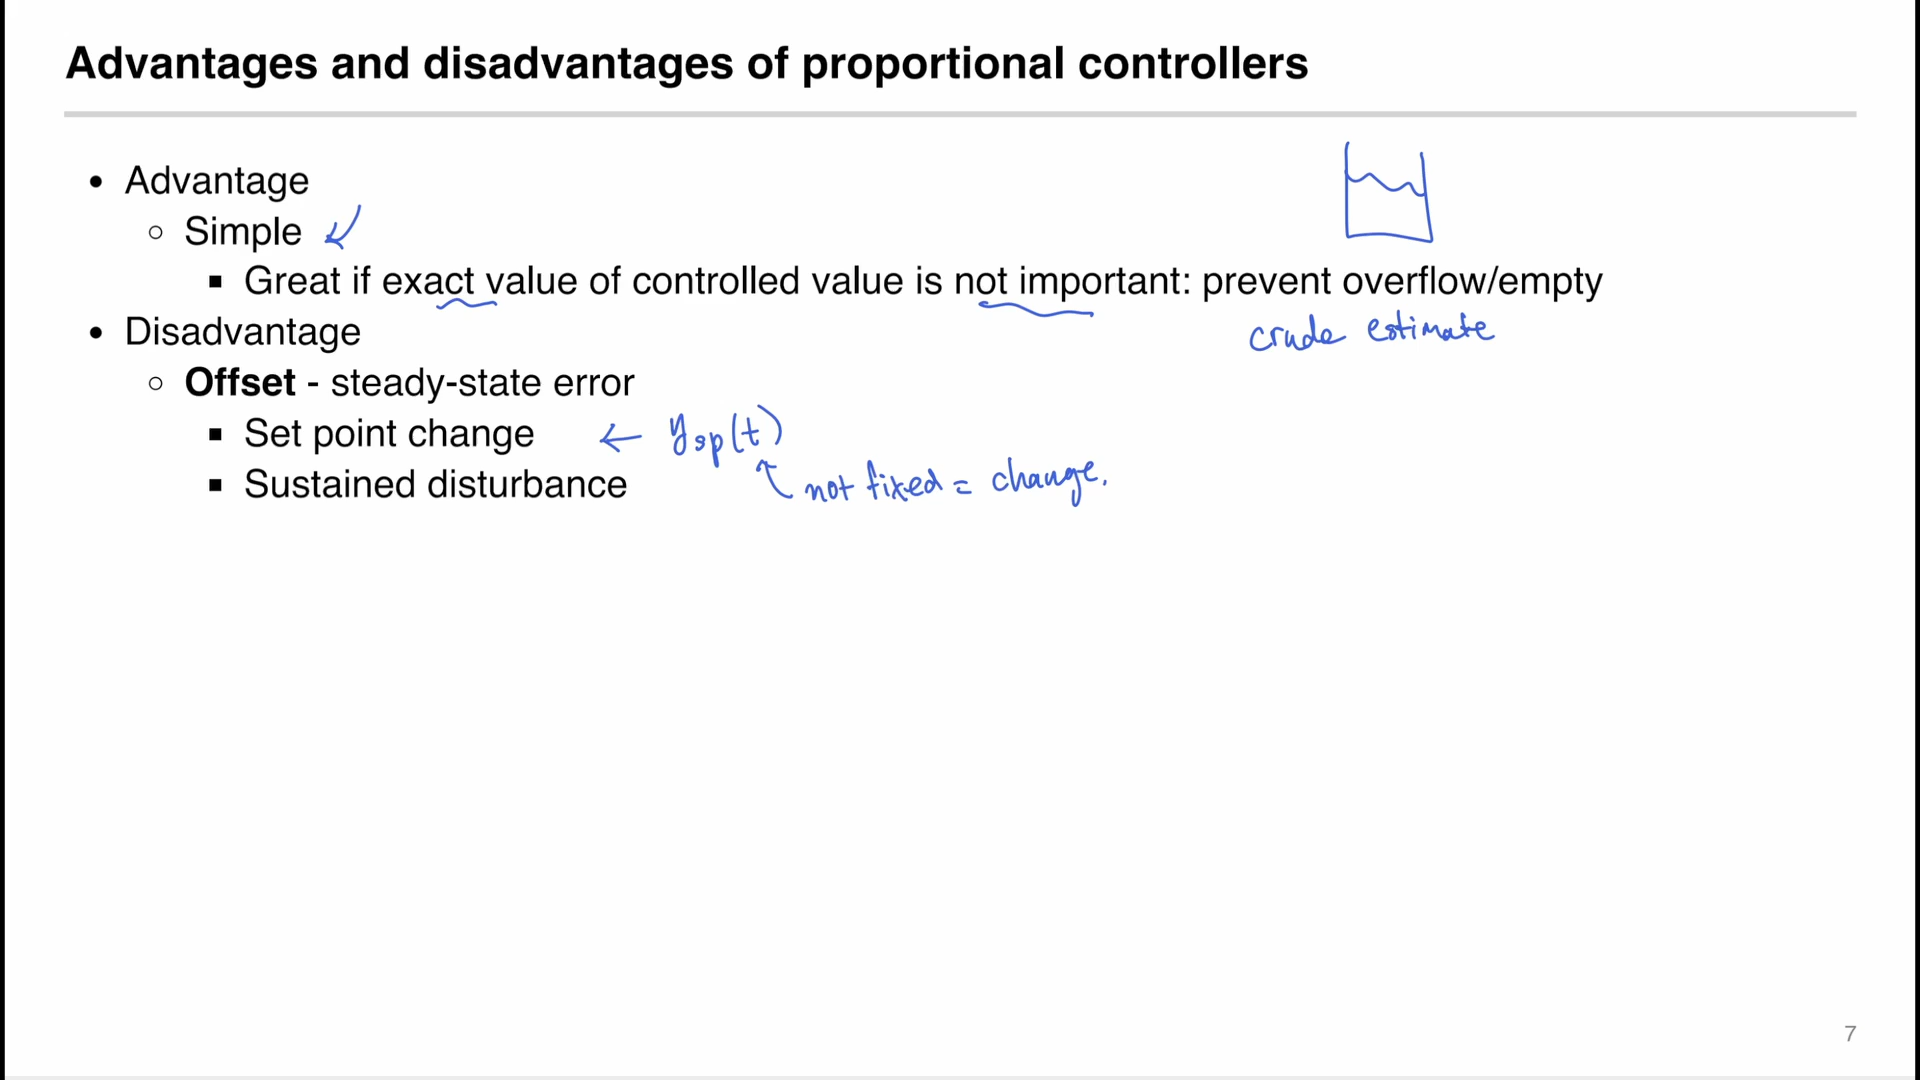 Advantages and disadvantages of proportional controllers
• Advantage
○ Simple
▪ Great if exact value of controlled value is not important: prevent overflow/empty
crude estimate
• Disadvantage
○ Offset - steady-state error
▪ Set point change ← ysp(t)
▪ Sustained disturbance
not fixed = change.
7